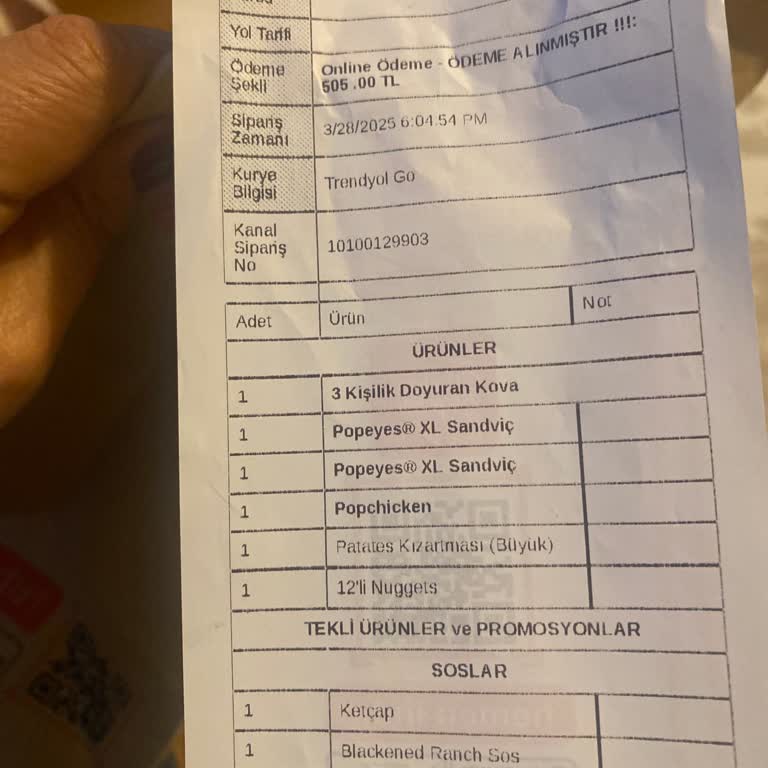 Yol Tarifi
Ödeme Şekli
Online Ödeme - ÖDEME ALINMIŞTIR !!!:
505 .00 TL
Sipariş Zamanı
3/28/2025 6:04:54 PM
Kurye Bilgisi
Trendyol Go
Kanal Sipariş No
10100129903
Adet Ürün Not
ÜRÜNLER
1 3 Kişilik Doyuran Kova
1 Popeyes® XL Sandviç
1 Popeyes® XL Sandviç
1 Popchicken
1 Patates Kızartması (Büyük)
1 12'li Nuggets
TEKLİ ÜRÜNLER ve PROMOSYONLAR
SOSLAR
1 Ketçap
1 Blackened Ranch Sos